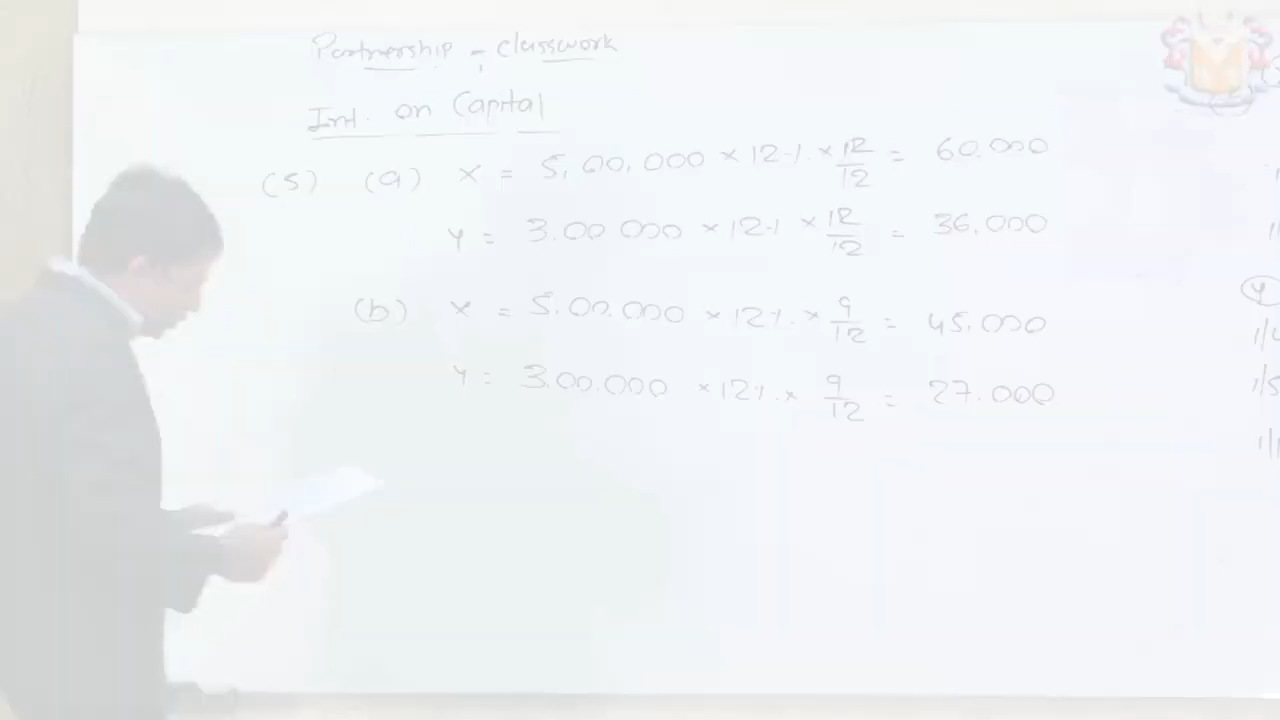 Partnership - Classwork
Int. on Capital
(5) (a) X = 5,00,000 × 12% × 12/12 = 60,000
Y = 3.00 000 × 12% × 12/12 = 36,000
(b) X = 5.00.000 × 12% × 9/12 = 45,000
Y = 3.00.000 × 12% × 9/12 = 27.000
Y